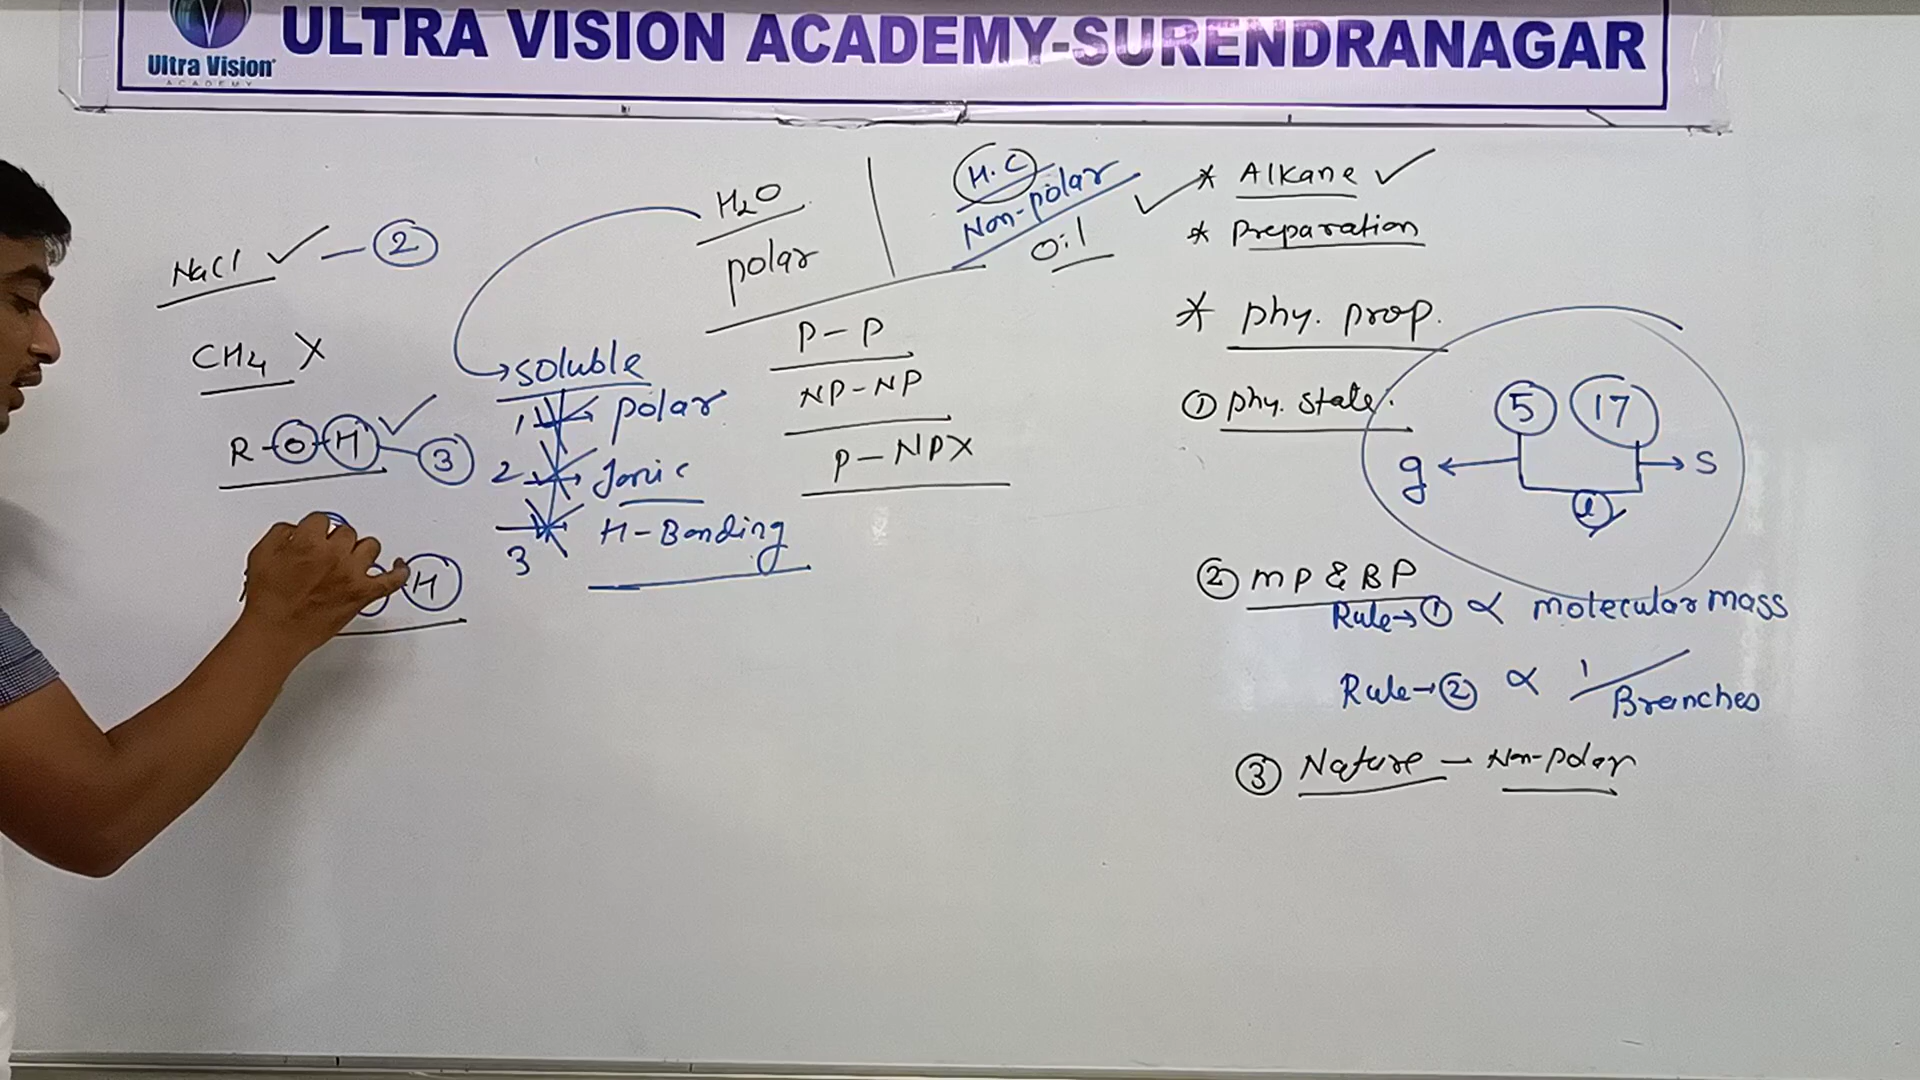 ULTRA VISION ACADEMY-SURENDRANAGAR
Ultra Vision
ACADEMY
NaCl ✓ — 2
CH4 X
R-O-H ✓ — 3
H
H2O
polar
soluble
1 polar
2 Ionic
3 H-Bonding
H.C
Non-polar
Oil
P-P
NP-NP
P-NPX
* Alkane ✓
* Preparation
* Phy. prop.
① Phy. state.
5 17
g l s
② MP & BP
Rule→① ∝ molecular mass
Rule→② ∝ 1/Branches
③ Nature - Non-polar